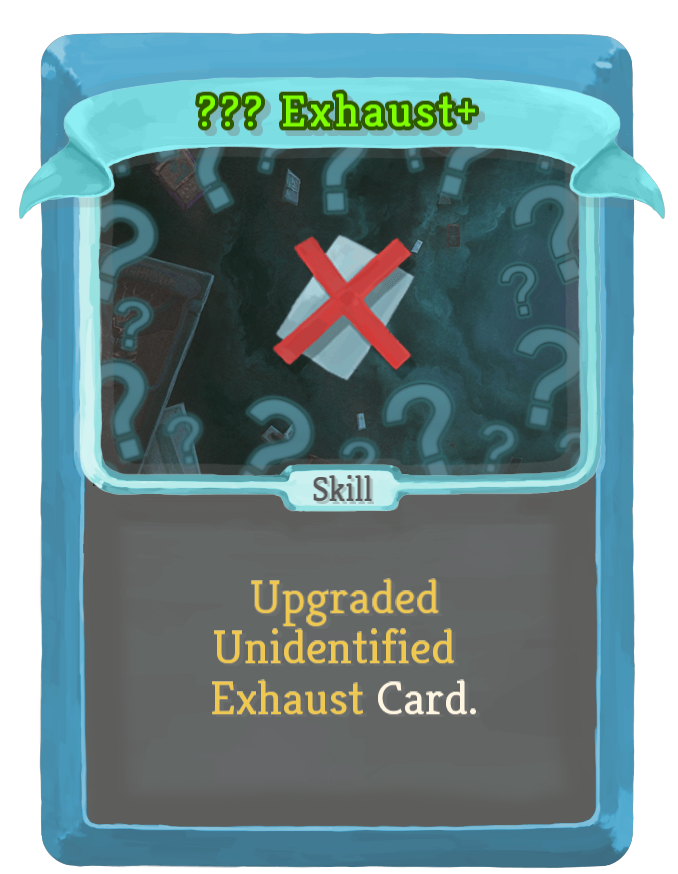 ??? Exhaust+
Skill
Upgraded
Unidentified
Exhaust Card.